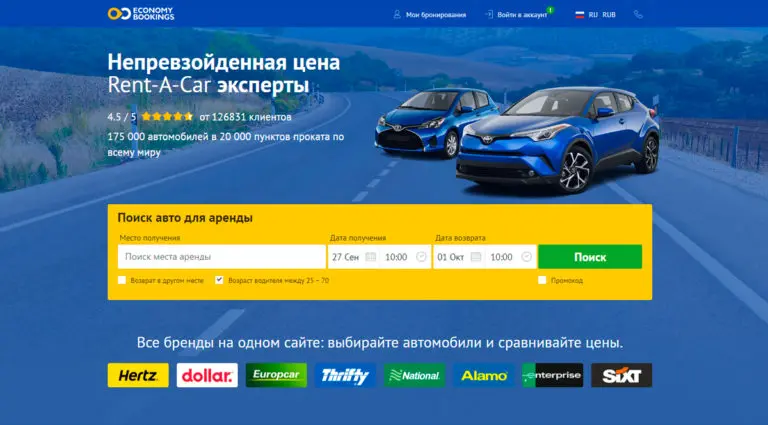 ECONOMY
BOOKINGS
Мои бронирования
Войти в аккаунт
1
RU RUB
Непревзойденная цена
Rent-A-Car эксперты
4.5 / 5 от 126831 клиентов
175 000 автомобилей в 20 000 пунктов проката по
всему миру
Поиск авто для аренды
Место получения Дата получения Дата возврата
Поиск места аренды 27 Сен 10:00 01 Окт 10:00 Поиск
Возврат в другом месте Возраст водителя между 25 – 70 Промокод
Все бренды на одном сайте: выбирайте автомобили и сравнивайте цены.
Hertz. dollar. Europcar Thrifty National Alamo enterprise SIXT